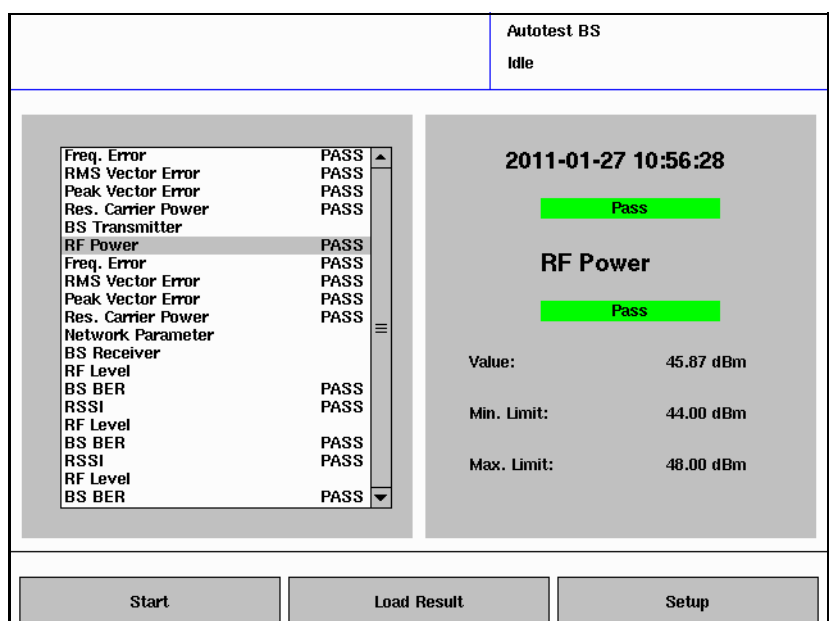 Autotest BS
Idle
Freq. Error PASS
RMS Vector Error PASS
Peak Vector Error PASS
Res. Carrier Power PASS
BS Transmitter
RF Power PASS
Freq. Error PASS
RMS Vector Error PASS
Peak Vector Error PASS
Res. Carrier Power PASS
Network Parameter
BS Receiver
RF Level
BS BER PASS
RSSI PASS
RF Level
BS BER PASS
RSSI PASS
RF Level
BS BER PASS
2011-01-27 10:56:28
Pass
RF Power
Pass
Value: 45.87 dBm
Min. Limit: 44.00 dBm
Max. Limit: 48.00 dBm
Start
Load Result
Setup